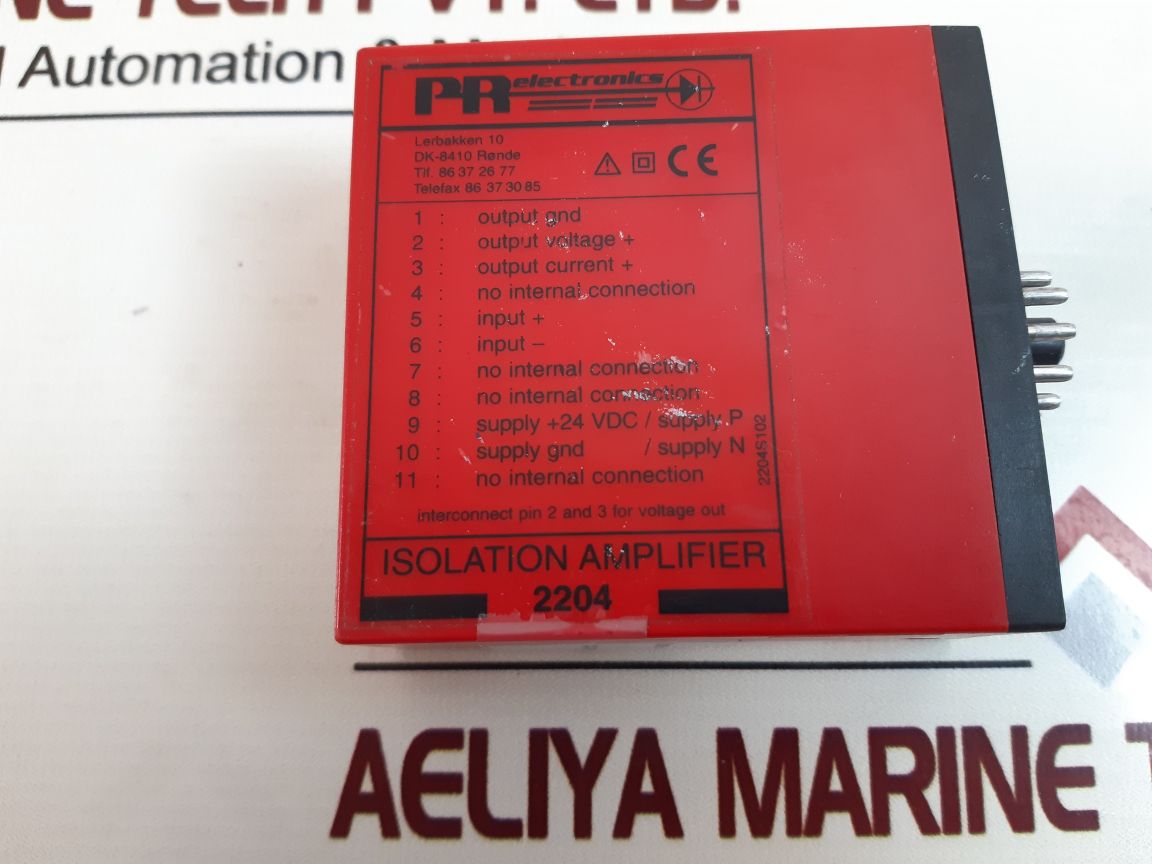 Automation &
PR electronics
Lerbakken 10
DK-8410 Rønde
Tlf. 86 37 26 77
Telefax 86 37 30 85
CE
1 : output gnd
2 : output voltage +
3 : output current +
4 : no internal connection
5 : input +
6 : input –
7 : no internal connection
8 : no internal connection
9 : supply +24 VDC / supply P
10 : supply gnd / supply N
11 : no internal connection
2204S102
interconnect pin 2 and 3 for voltage out
ISOLATION AMPLIFIER
2204
AELIYA MARINE T